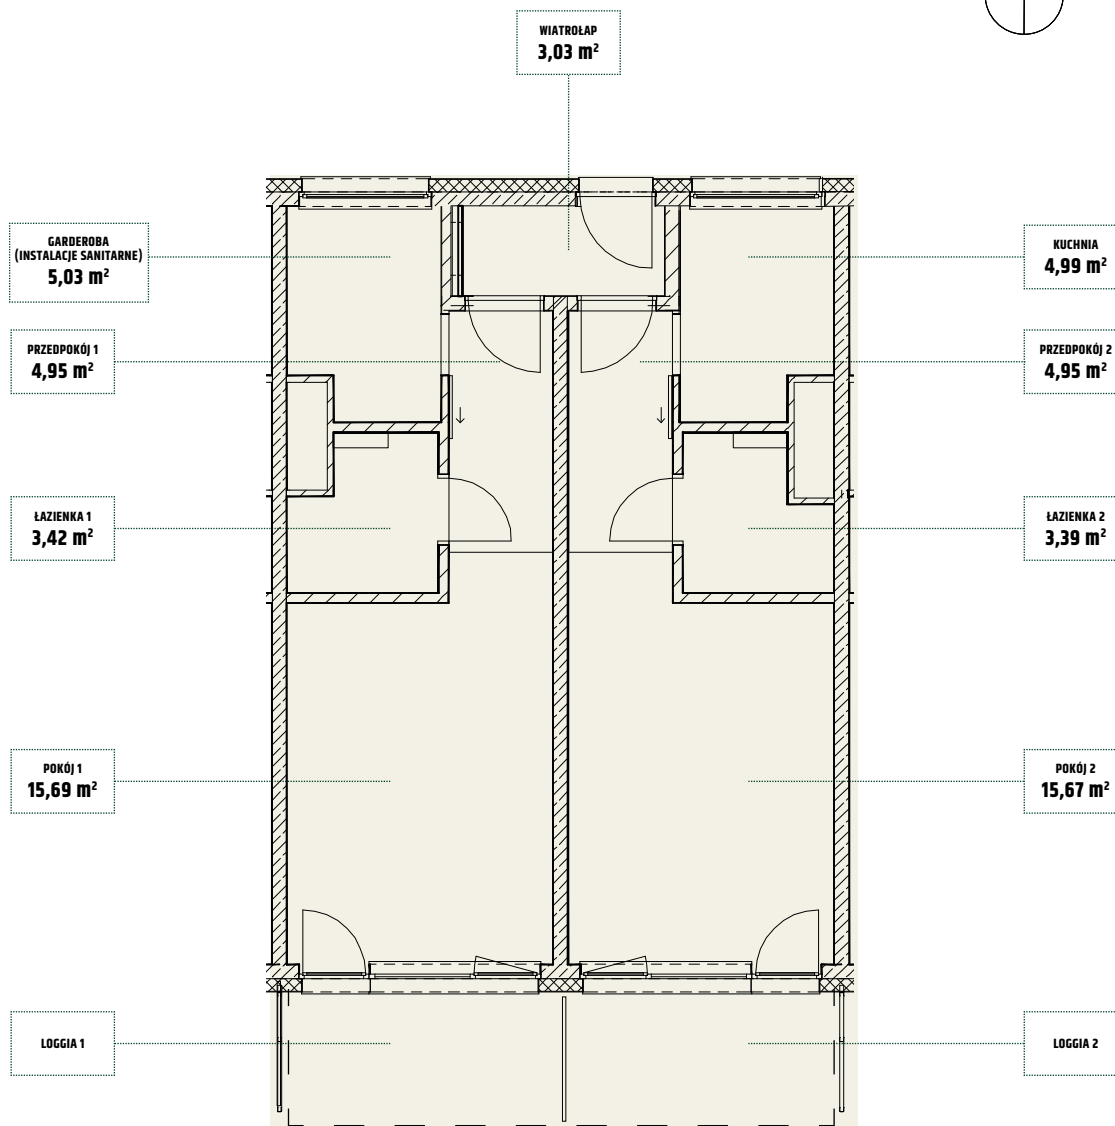 WIATROŁAP
3,03 m²
GARDEROBA
(INSTALACJE SANITARNE)
5,03 m²
KUCHNIA
4,99 m²
PRZEDPOKÓJ 1
4,95 m²
PRZEDPOKÓJ 2
4,95 m²
ŁAZIENKA 1
3,42 m²
ŁAZIENKA 2
3,39 m²
POKÓJ 1
15,69 m²
POKÓJ 2
15,67 m²
LOGGIA 1
LOGGIA 2